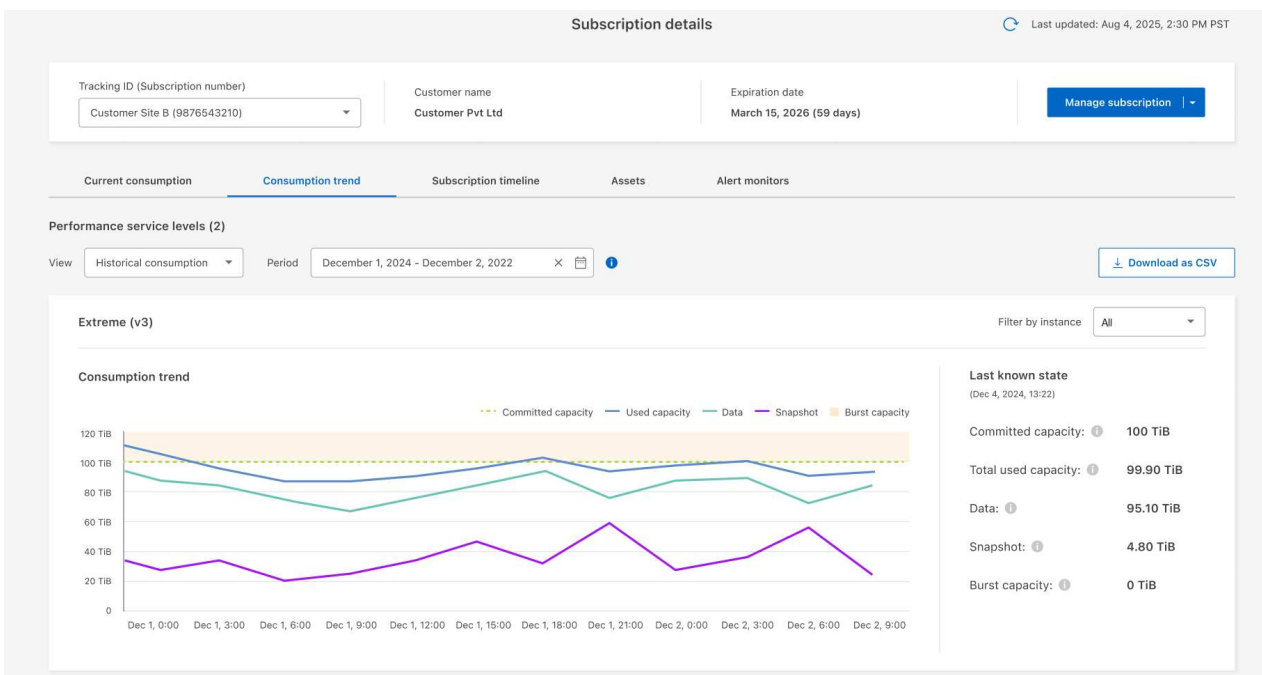 Subscription details
Last updated: Aug 4, 2025, 2:30 PM PST
Tracking ID (Subscription number)
Customer Site B (9876543210)
Customer name
Customer Pvt Ltd
Expiration date
March 15, 2026 (59 days)
Manage subscription
Current consumption
Consumption trend
Subscription timeline
Assets
Alert monitors
Performance service levels (2)
View
Historical consumption
Period
December 1, 2024 - December 2, 2022
Download as CSV
Extreme (v3)
Filter by instance
All
Consumption trend
Committed capacity
Used capacity
Data
Snapshot
Burst capacity
120 TiB
100 TiB
80 TiB
60 TiB
40 TiB
20 TiB
0
Dec 1, 0:00
Dec 1, 3:00
Dec 1, 6:00
Dec 1, 9:00
Dec 1, 12:00
Dec 1, 15:00
Dec 1, 18:00
Dec 1, 21:00
Dec 2, 0:00
Dec 2, 3:00
Dec 2, 6:00
Dec 2, 9:00
Last known state
(Dec 4, 2024, 13:22)
Committed capacity: 100 TiB
Total used capacity: 99.90 TiB
Data: 95.10 TiB
Snapshot: 4.80 TiB
Burst capacity: 0 TiB